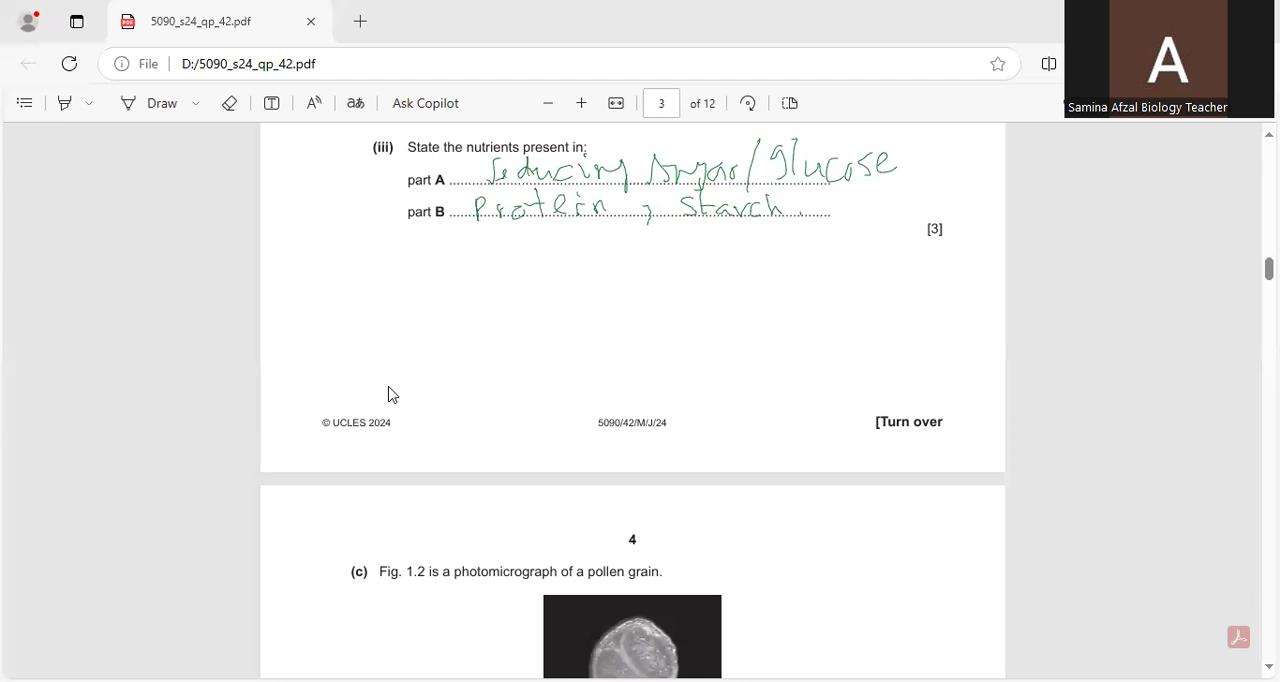 5090_s24_qp_42.pdf
File D:/5090_s24_qp_42.pdf
Draw aあ Ask Copilot 3 of 12
A
Samina Afzal Biology Teacher
(iii) State the nutrients present in:
part A reducing sugar/glucose
part B protein, starch.
[3]
© UCLES 2024 5090/42/M/J/24 [Turn over
4
(c) Fig. 1.2 is a photomicrograph of a pollen grain.